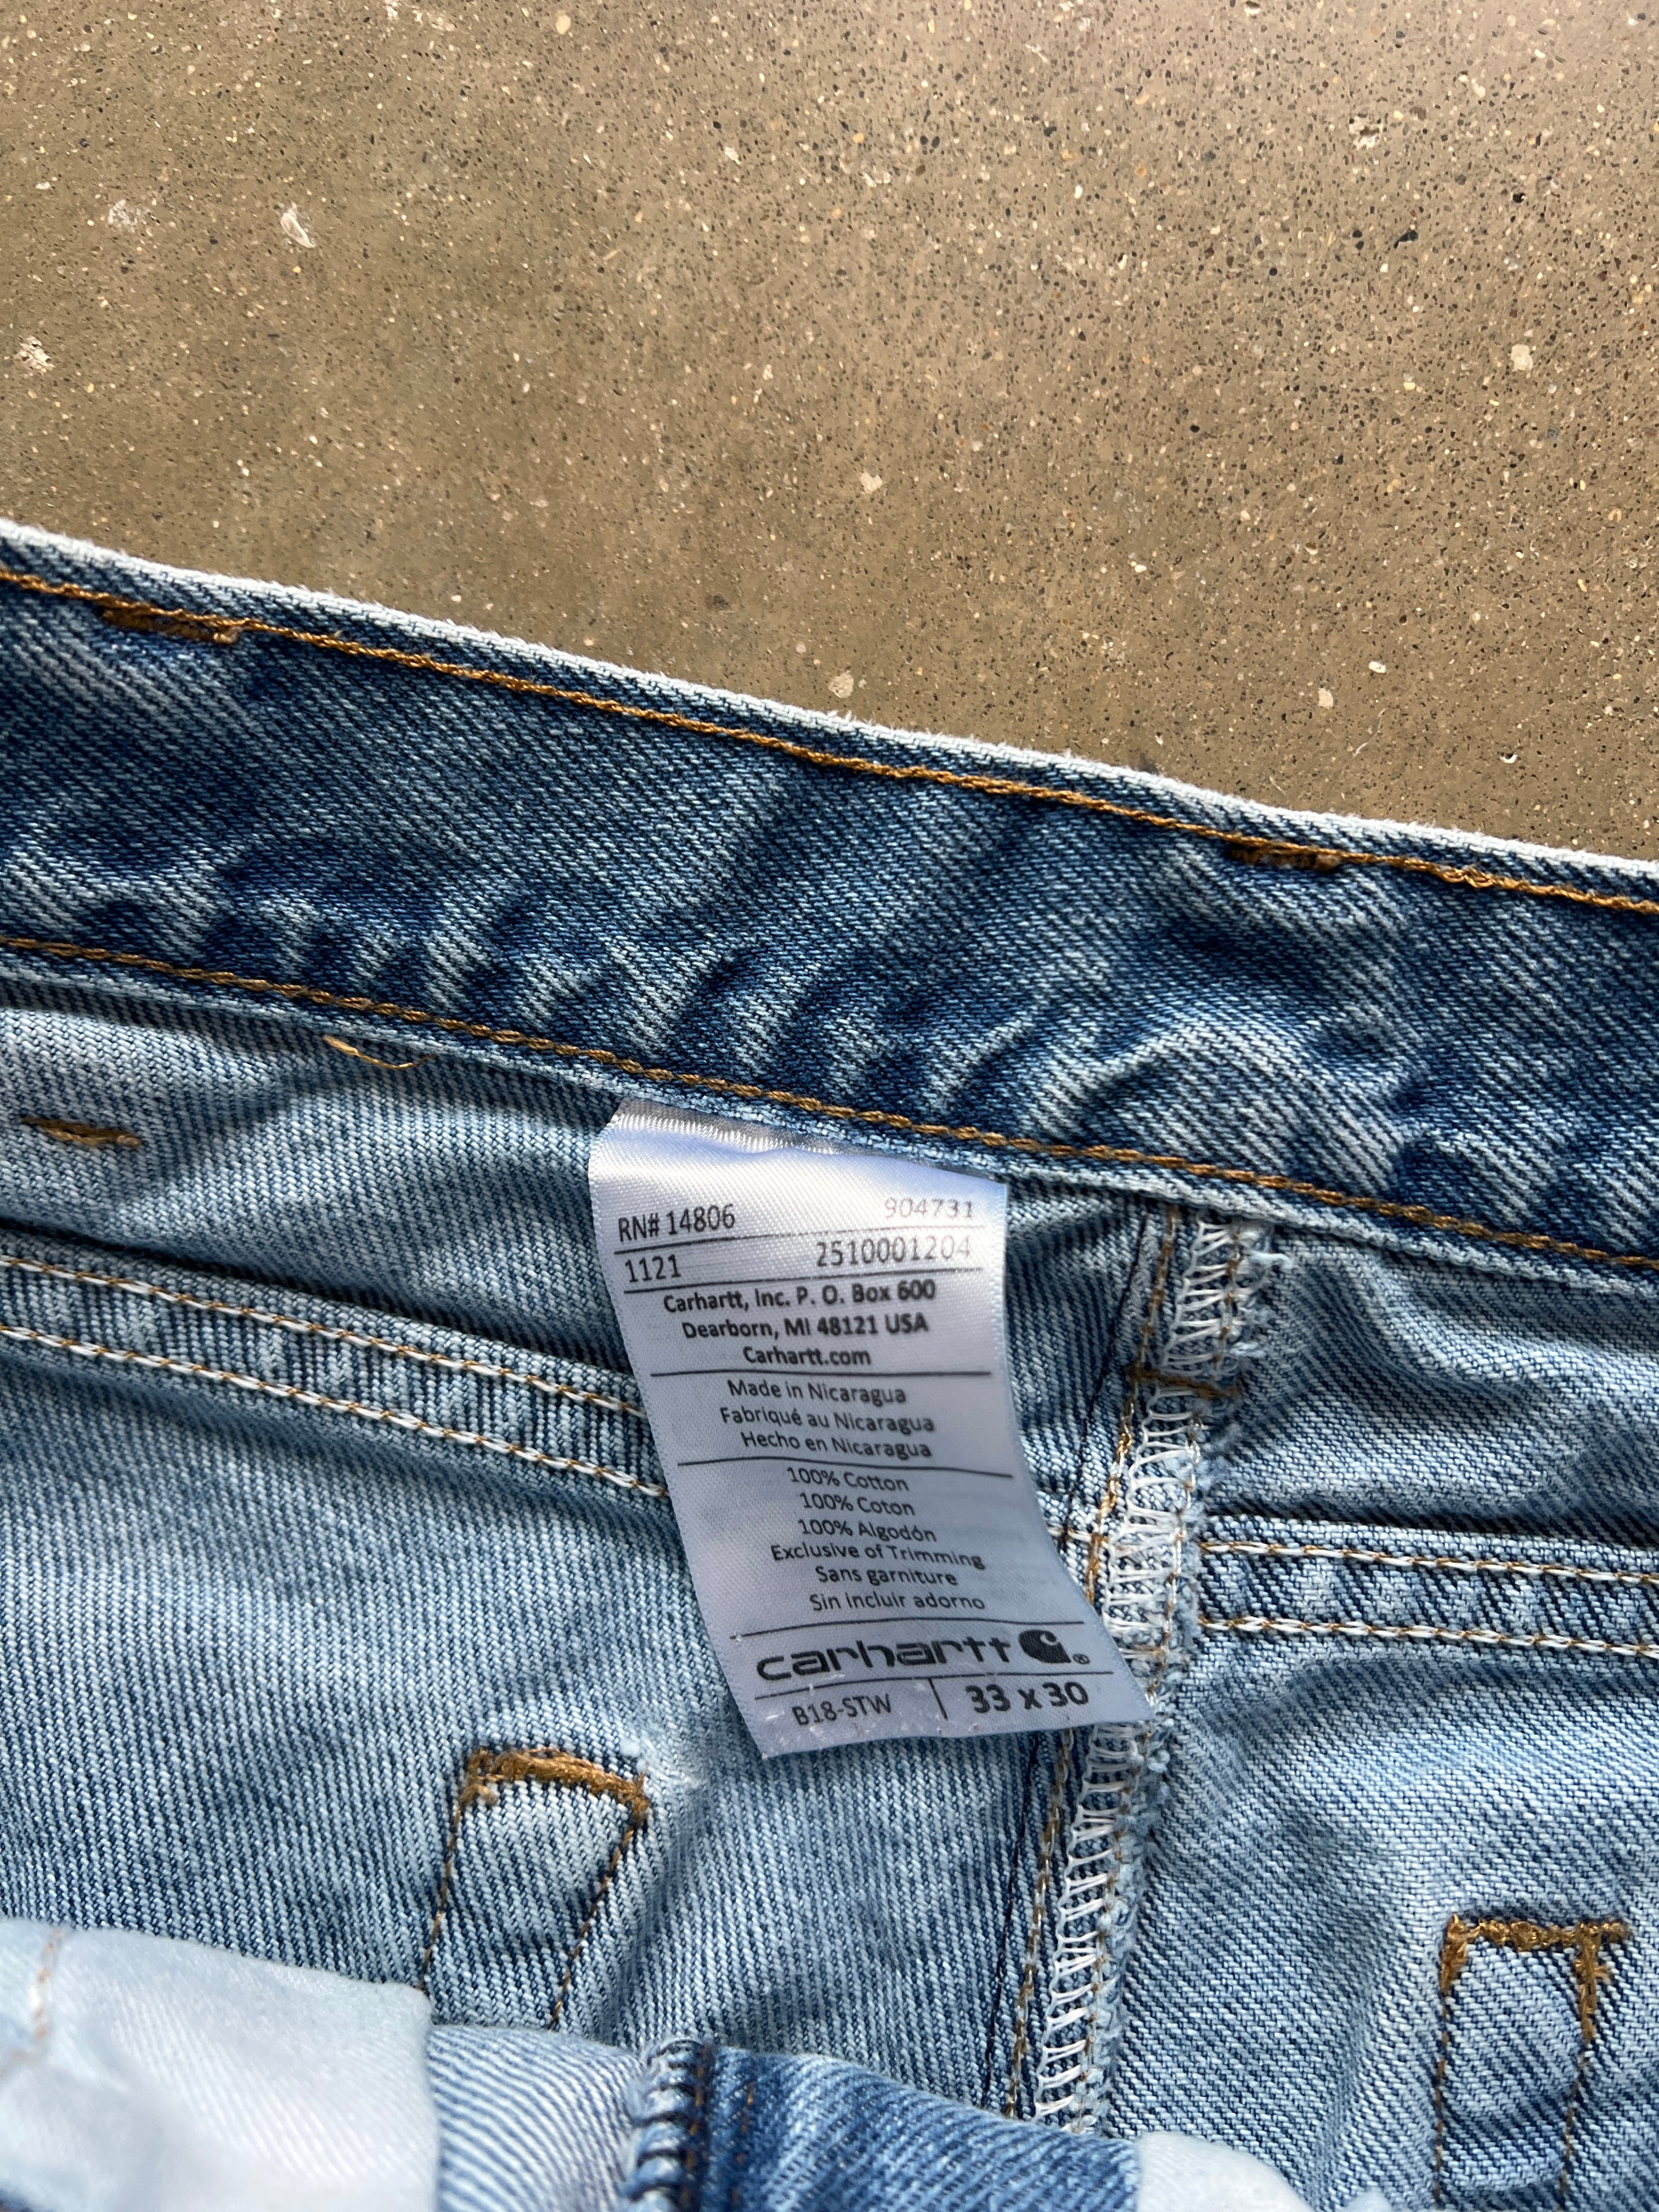 RN# 14806 904731
1121 2510001204
Carhartt, Inc. P. O. Box 600
Dearborn, MI 48121 USA
Carhartt.com
Made in Nicaragua
Fabriqué au Nicaragua
Hecho en Nicaragua
100% Cotton
100% Coton
100% Algodón
Exclusive of Trimming
Sans garniture
Sin incluir adorno
carhartt ®
B18-STW 33 x 30